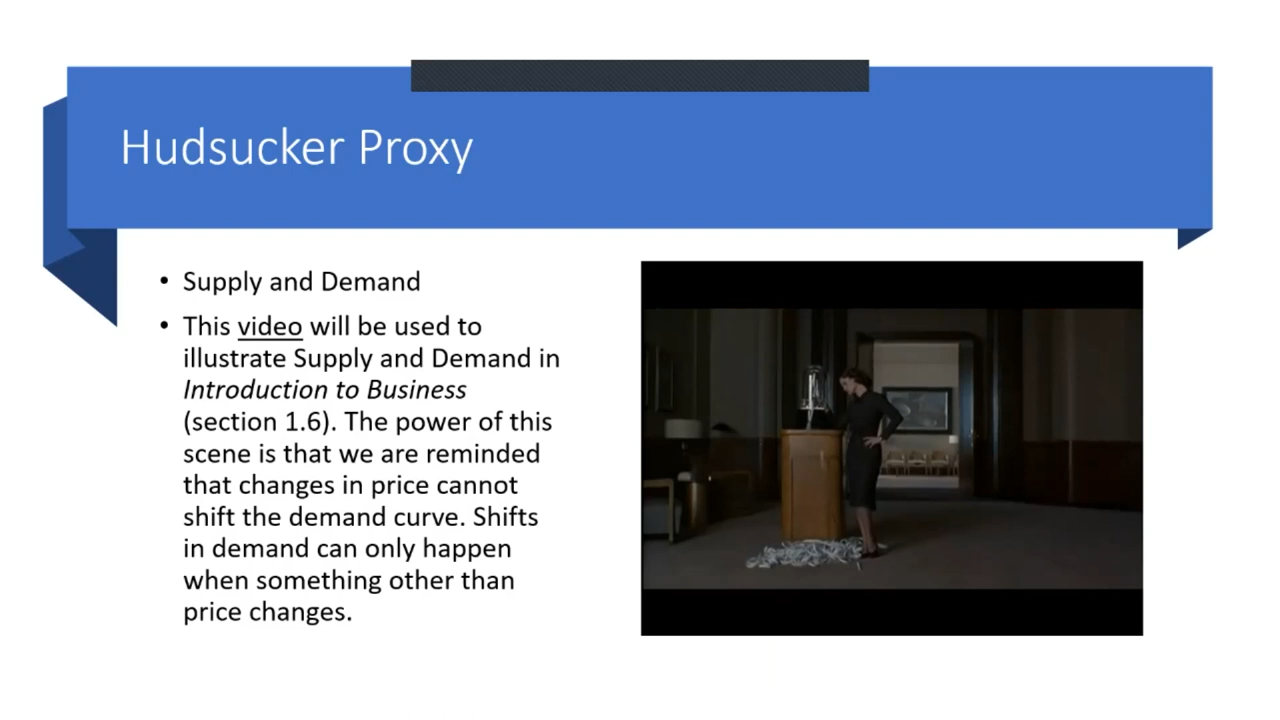 Hudsucker Proxy
• Supply and Demand
• This video will be used to
illustrate Supply and Demand in
Introduction to Business
(section 1.6). The power of this
scene is that we are reminded
that changes in price cannot
shift the demand curve. Shifts
in demand can only happen
when something other than
price changes.